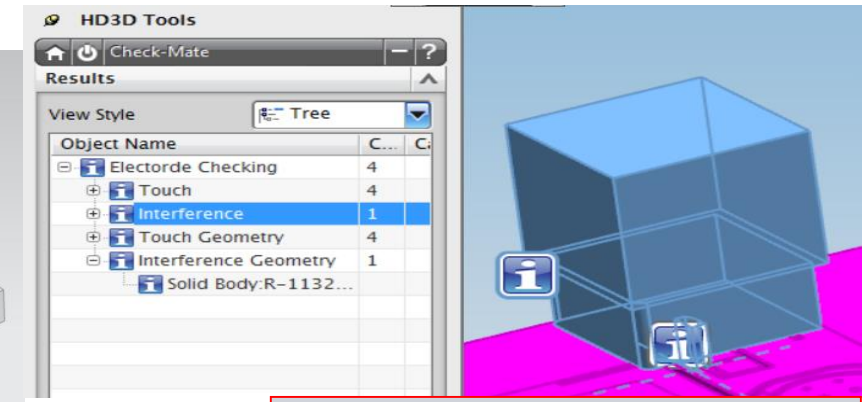 HD3D Tools
Check-Mate - ?
Results
View Style Tree
Object Name C... Ca
Electorde Checking 4
Touch 4
Interference 1
Touch Geometry 4
Interference Geometry 1
Solid Body:R-1132...
i
i